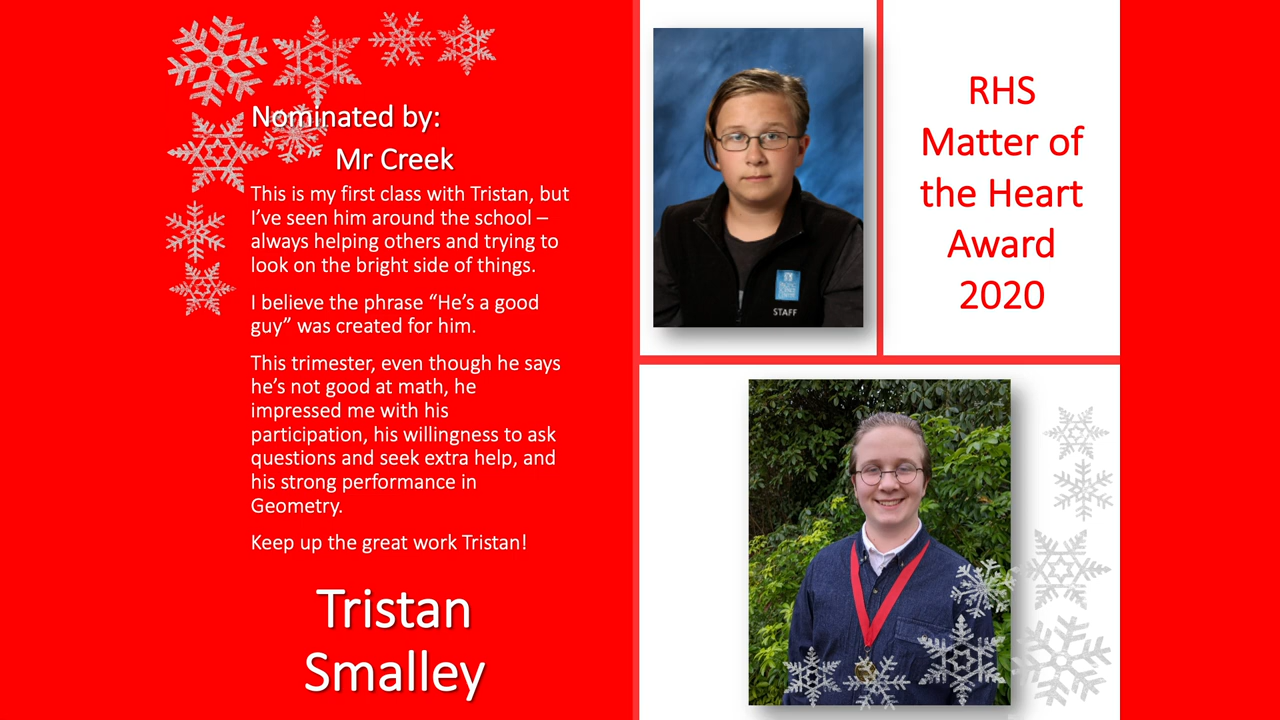 Nominated by:
Mr Creek
This is my first class with Tristan, but
I’ve seen him around the school –
always helping others and trying to
look on the bright side of things.
I believe the phrase “He’s a good
guy” was created for him.
This trimester, even though he says
he’s not good at math, he
impressed me with his
participation, his willingness to ask
questions and seek extra help, and
his strong performance in
Geometry.
Keep up the great work Tristan!
Tristan
Smalley
STAFF
RHS
Matter of
the Heart
Award
2020